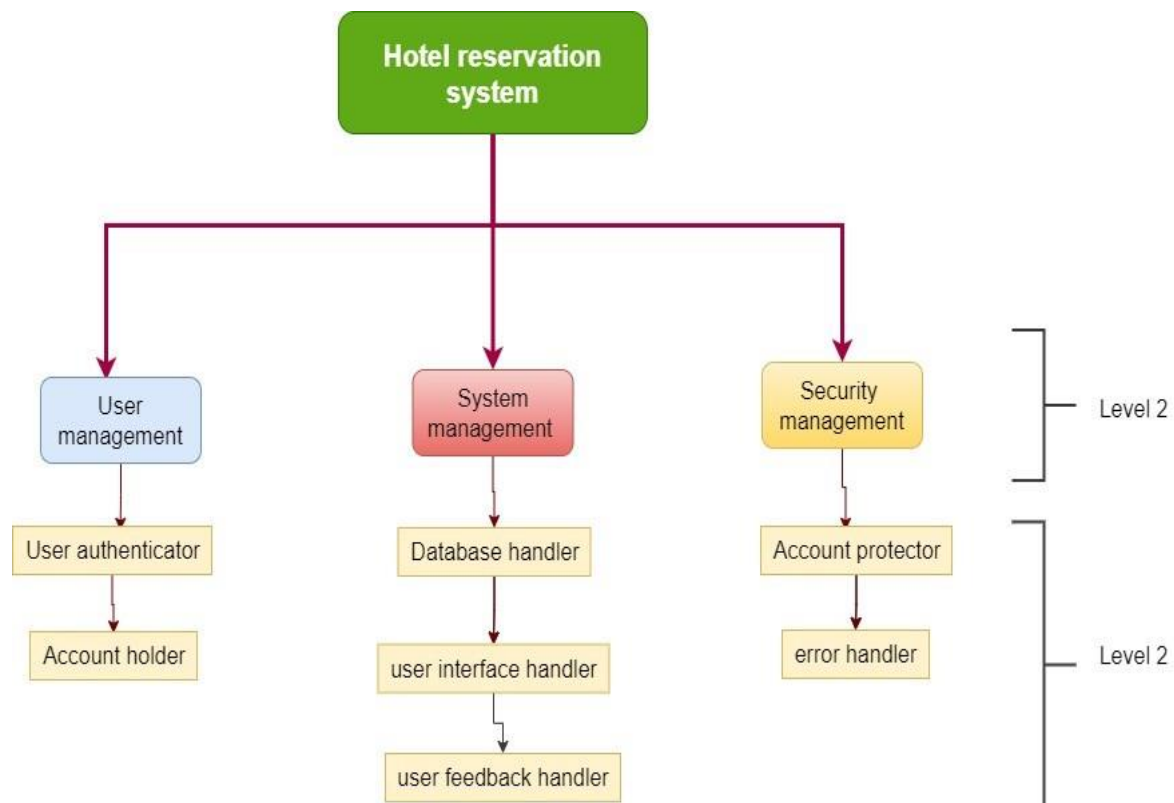 Hotel reservation
system
User
management
System
management
Security
management
Level 2
User authenticator
Database handler
Account protector
Account holder
user interface handler
error handler
Level 2
user feedback handler